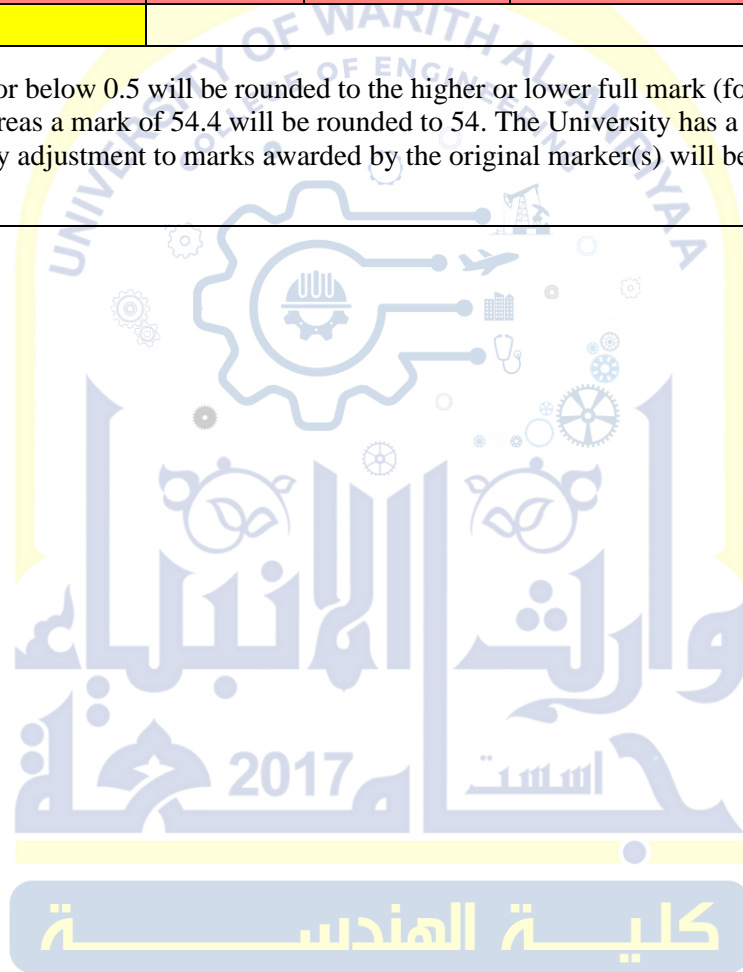 or below 0.5 will be rounded to the higher or lower full mark (fo
reas a mark of 54.4 will be rounded to 54. The University has a
y adjustment to marks awarded by the original marker(s) will be
UNIVERSITY OF WARITH AL-ANBIYAA
COLLEGE OF ENGINEERING
وارث الأنبياء
جامعة
اسست
2017
كلية الهندسة